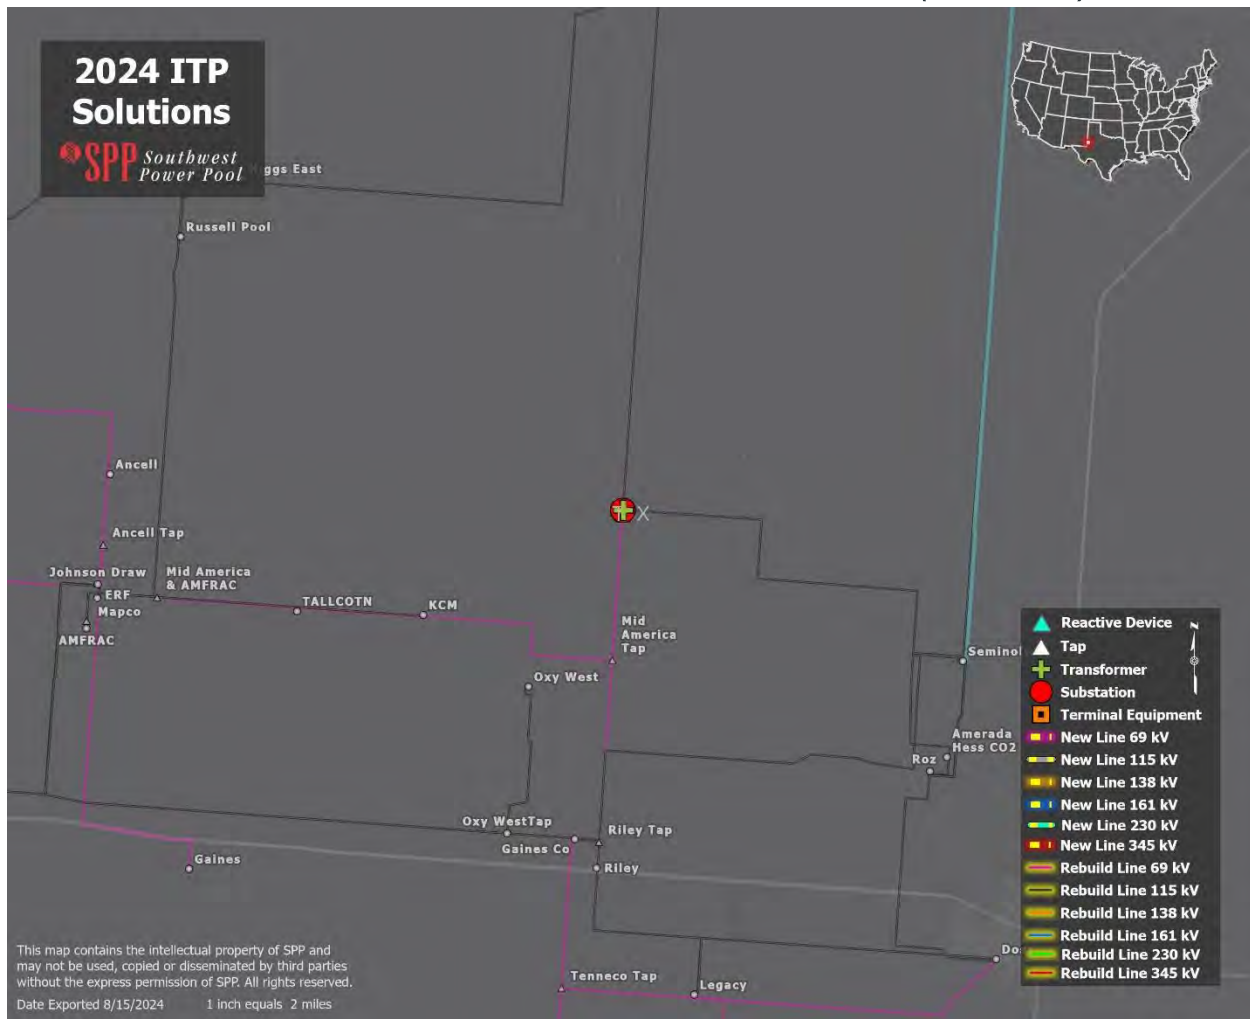 2024 ITP
Solutions
SPP Southwest
Power Pool
ggs East
Russell Pool
Ancell
Ancell Tap
Johnson Draw
Mid America
& AMFRAC
ERF
Mapco
AMFRAC
TALLCOTN
KCM
X
Mid
America
Tap
Oxy West
Seminol
Amerada
Hess CO2
Roz
Oxy WestTap
Gaines Co
Riley Tap
Riley
Gaines
Tenneco Tap
Legacy
Reactive Device
Tap
Transformer
Substation
Terminal Equipment
New Line 69 kV
New Line 115 kV
New Line 138 kV
New Line 161 kV
New Line 230 kV
New Line 345 kV
Rebuild Line 69 kV
Rebuild Line 115 kV
Rebuild Line 138 kV
Rebuild Line 161 kV
Rebuild Line 230 kV
Rebuild Line 345 kV
N
This map contains the intellectual property of SPP and
may not be used, copied or disseminated by third parties
without the express permission of SPP. All rights reserved.
Date Exported 8/15/2024 1 inch equals 2 miles